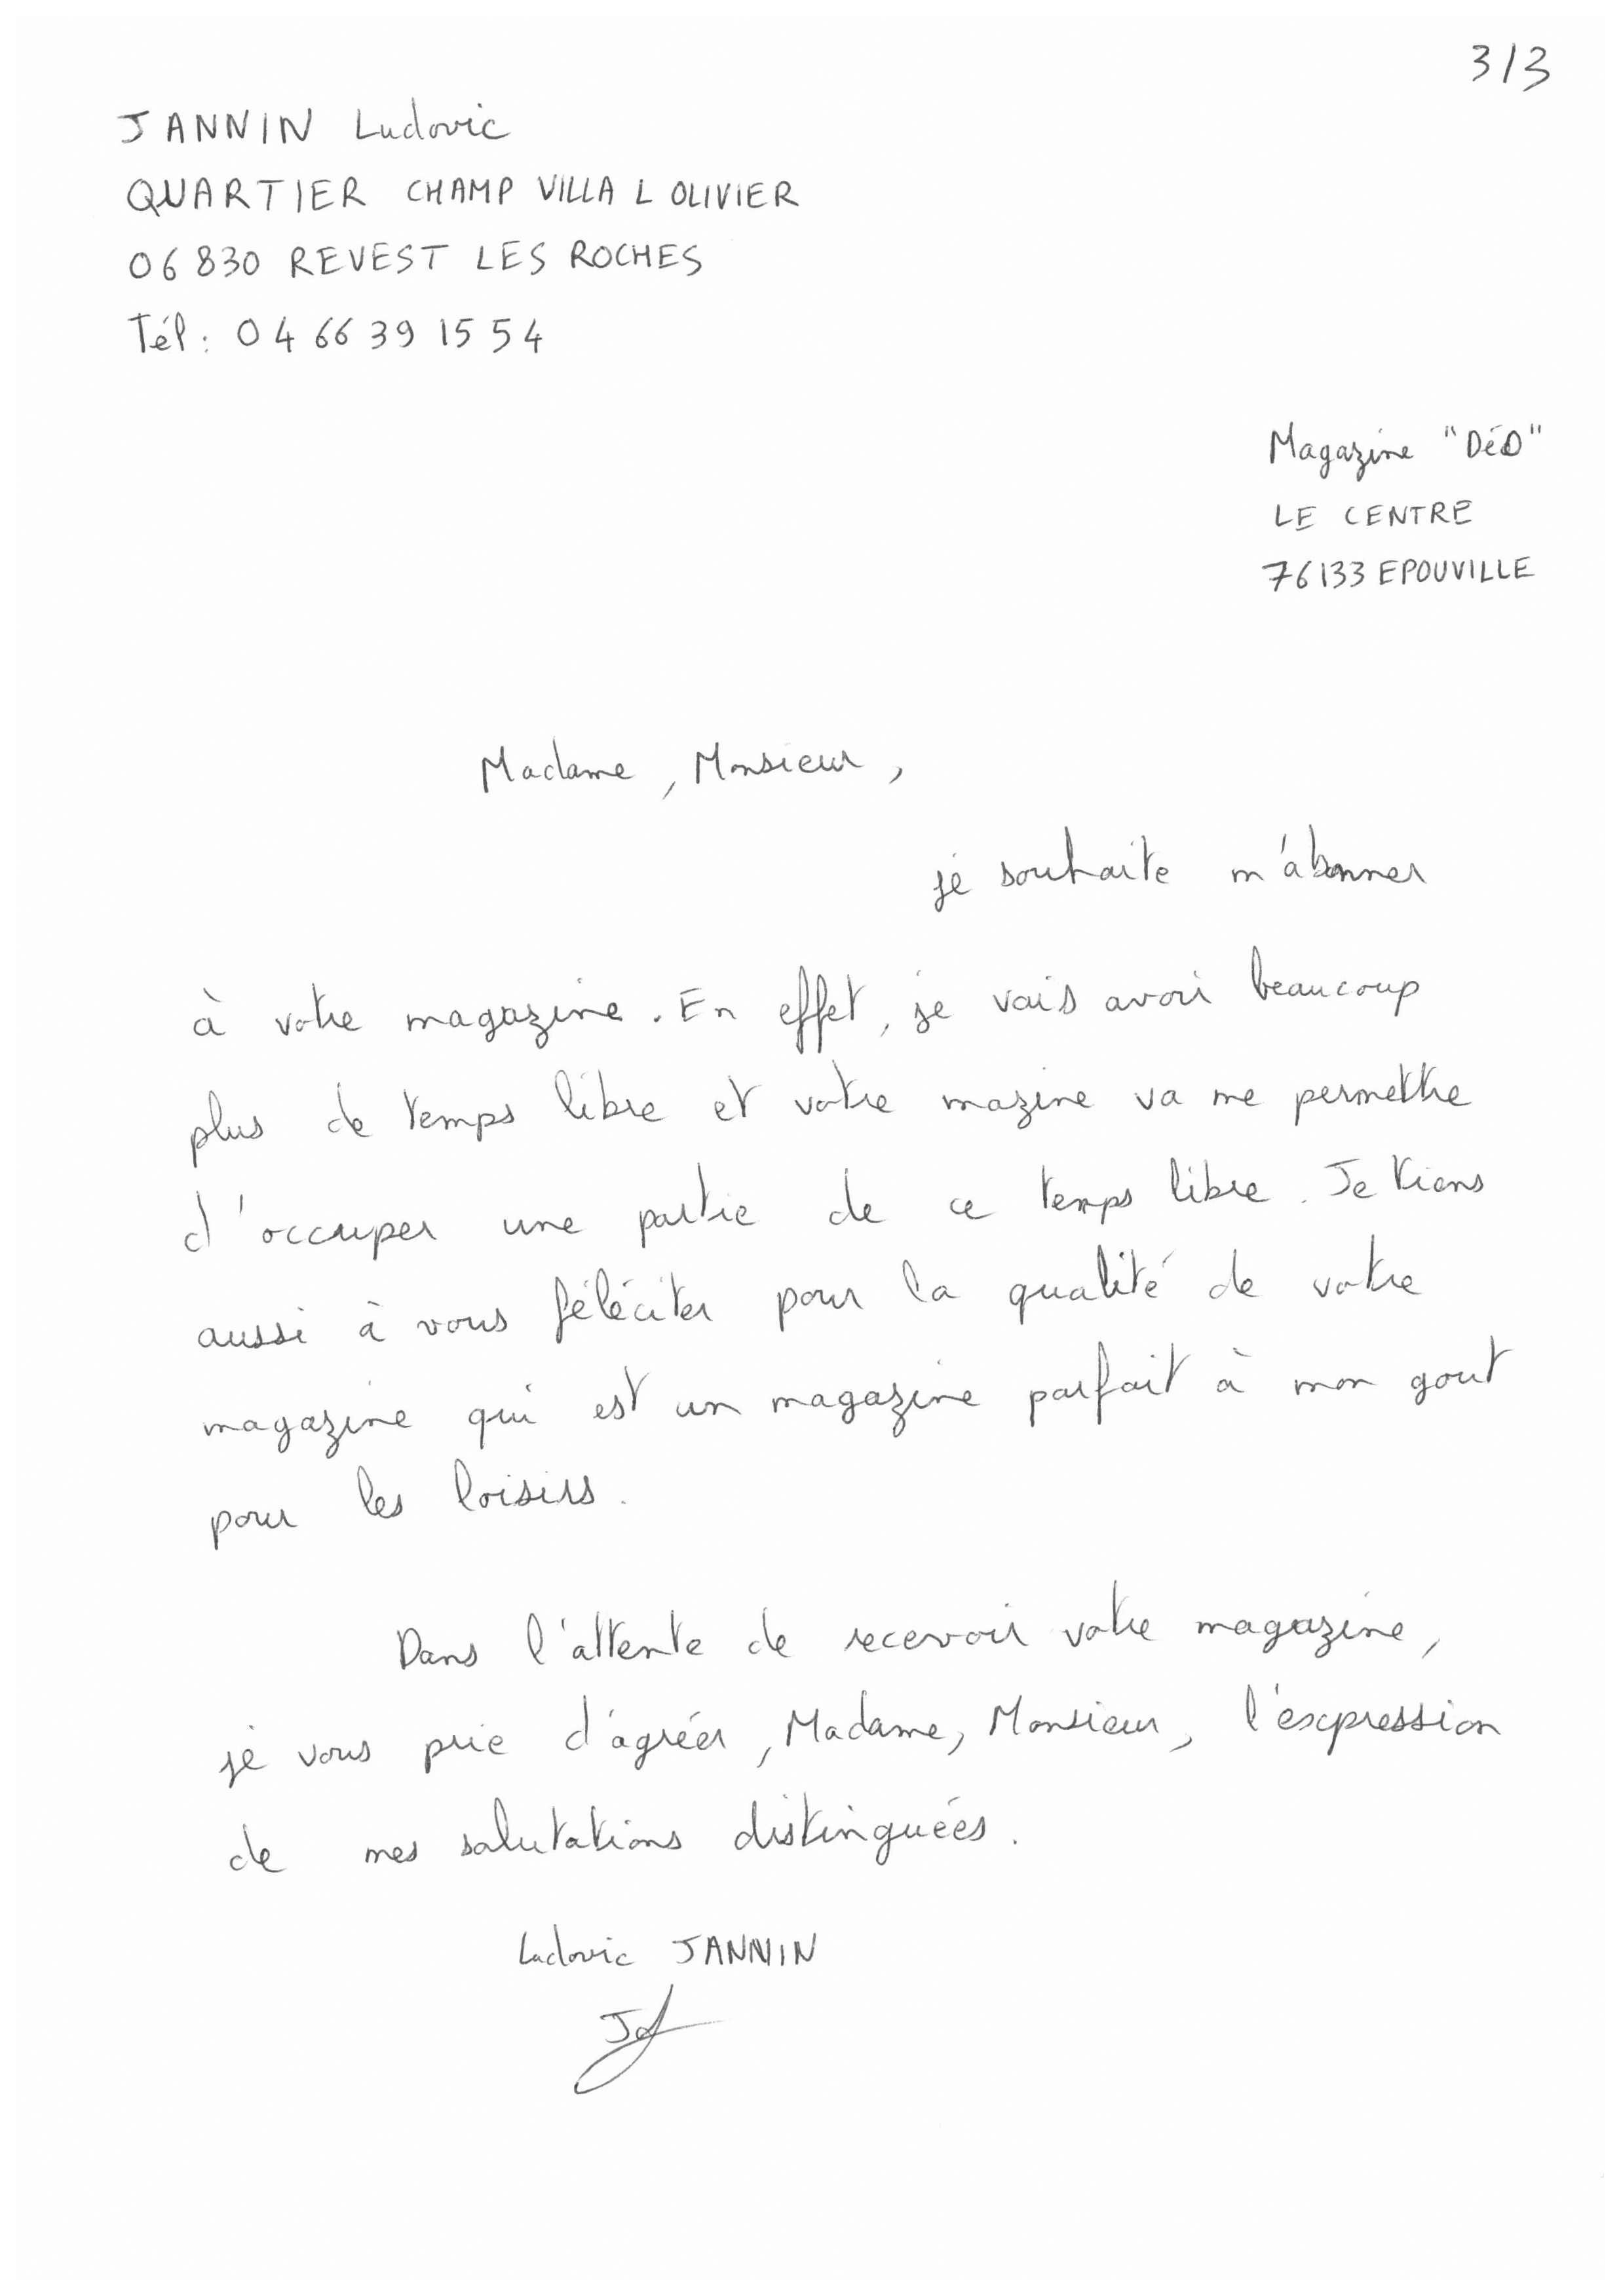 3/3
JANNIN Ludovic
QUARTIER CHAMP VILLA L OLIVIER
06 830 REVEST LES ROCHES
Tél : 04 66 39 15 54
Magazine "DéD"
LE CENTRE
76133 EPOUVILLE
Madame, Monsieur,
je souhaite m'abonner
à votre magazine. En effet, je vais avoir beaucoup
plus de temps libre et votre mazine va me permettre
d'occuper une partie de ce temps libre. Je tiens
aussi à vous féléciter pour la qualité de votre
magazine qui est un magazine parfait à mon gout
pour les loisirs.
Dans l'attente de recevoir votre magazine,
je vous prie d'agréer, Madame, Monsieur, l'expression
de mes salutations distinguées.
Ludovic JANNIN